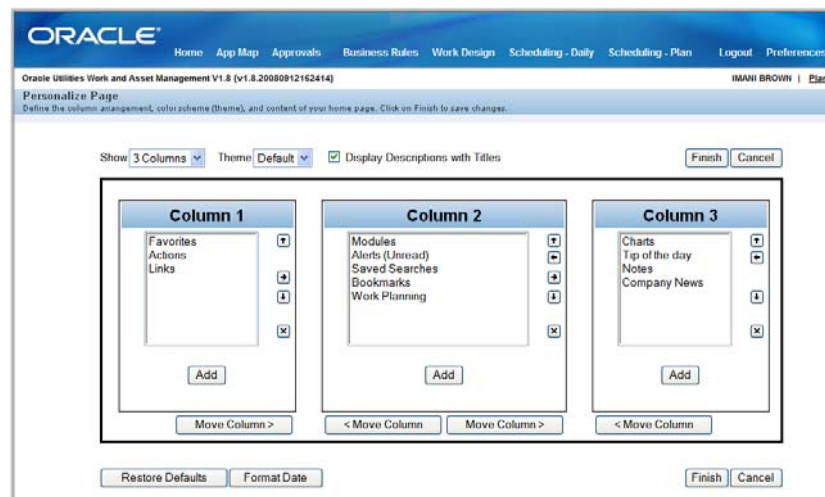 ORACLE
Home App Map Approvals Business Rules Work Design Scheduling - Daily Scheduling - Plan Logout Preferences
Oracle Utilities Work and Asset Management V1.8 (v1.8.20080912162414) IMANI BROWN |
Personalize Page
Define the column arrangement, color scheme (theme), and content of your home page. Click on Finish to save changes.
Show 3 Columns Theme Default Display Descriptions with Titles Finish Cancel
Column 1 Column 2 Column 3
Favorites Modules Charts
Actions Alerts (Unread) Tip of the day
Links Saved Searches Notes
Bookmarks Company News
Work Planning
Add Add Add
Move Column > < Move Column Move Column > < Move Column
Restore Defaults Format Date Finish Cancel